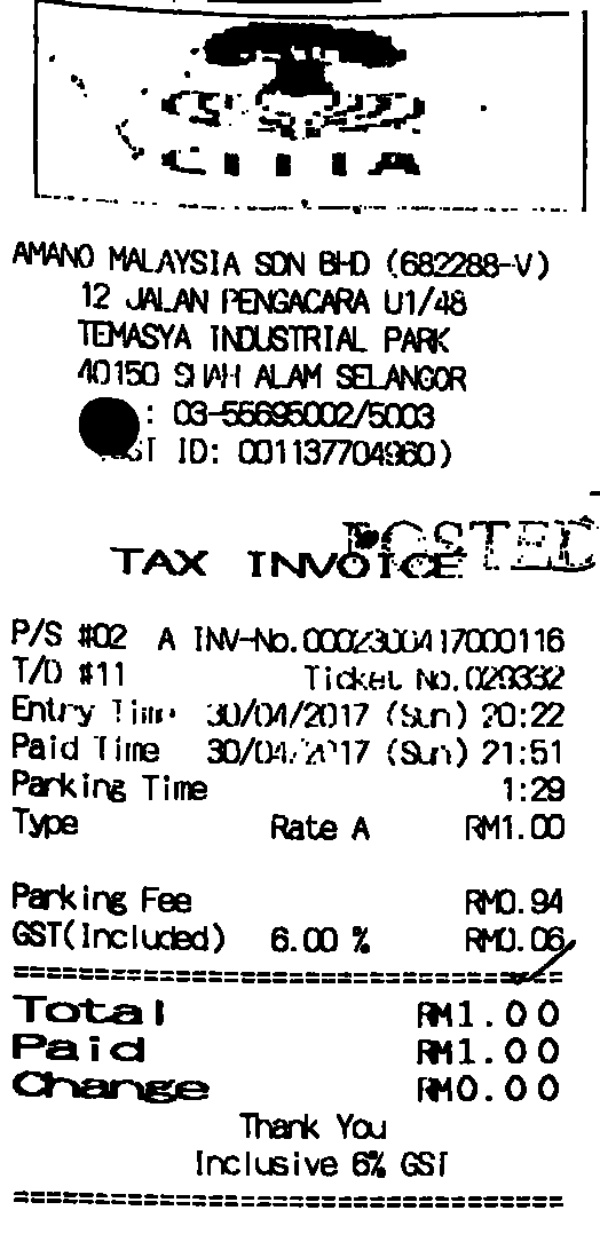 CITTA
AMANO MALAYSIA SDN BHD (682288-V)
12 JALAN PENGACARA U1/48
TEMASYA INDUSTRIAL PARK
40150 SHAH ALAM SELANGOR
: 03-55695002/5003
GST ID: 001137704960)
POSTED
TAX INVOICE
P/S #02 A INV-No.0002300417000116
T/D #11 Ticket No.029332
Entry Time 30/04/2017 (Sun) 20:22
Paid Time 30/04/2017 (Sun) 21:51
Parking Time 1:29
Type Rate A RM1.00
Parking Fee RM0.94
GST(Included) 6.00 % RM0.06
=================================
Total RM1.00
Paid RM1.00
Change RM0.00
Thank You
Inclusive 6% GST
=================================